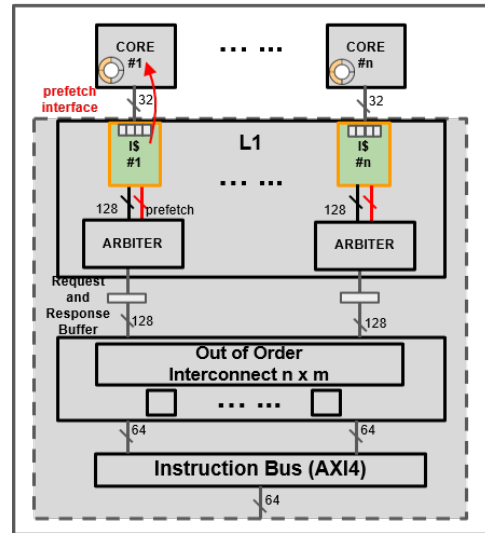 CORE
#1
... ...
CORE
#n
prefetch
interface
32
32
L1
I$
#1
... ...
I$
#n
128
prefetch
128
ARBITER
ARBITER
Request
and
Response
Buffer
128
128
Out of Order
Interconnect n x m
... ...
64
64
Instruction Bus (AXI4)
64